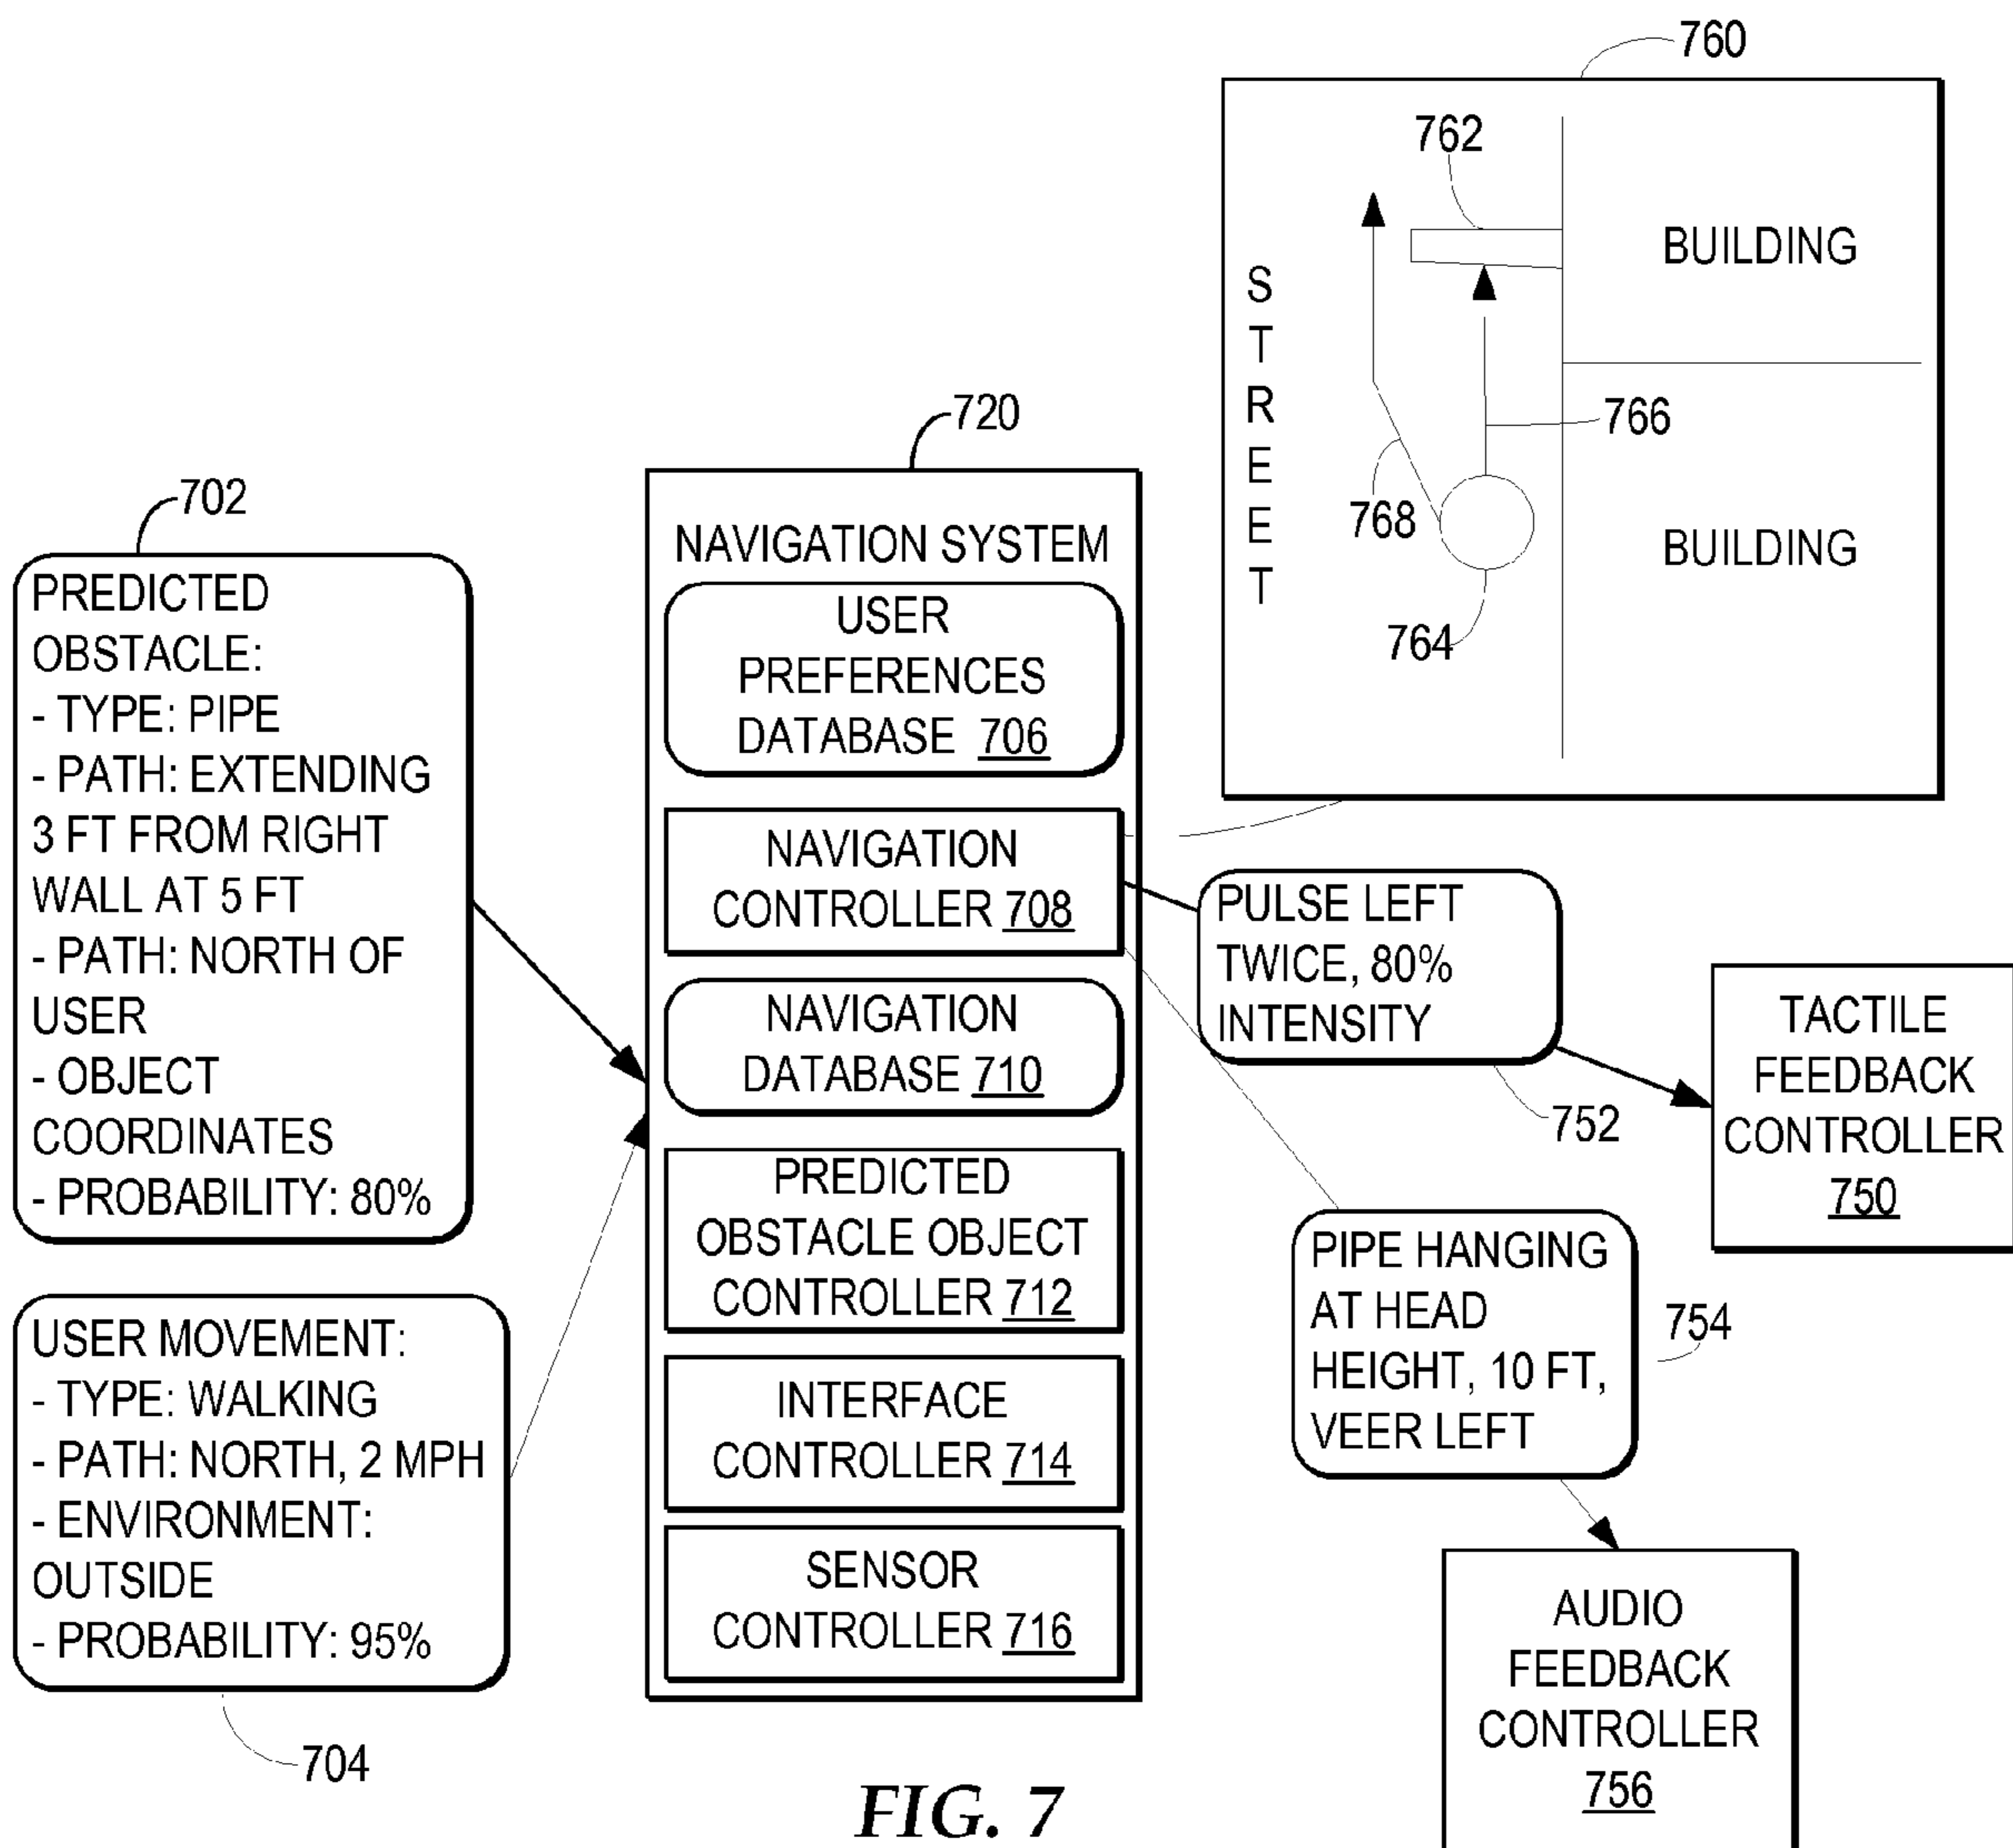 702
PREDICTED
OBSTACLE:
- TYPE: PIPE
- PATH: EXTENDING
3 FT FROM RIGHT
WALL AT 5 FT
- PATH: NORTH OF
USER
- OBJECT
COORDINATES
- PROBABILITY: 80%
USER MOVEMENT:
- TYPE: WALKING
- PATH: NORTH, 2 MPH
- ENVIRONMENT:
OUTSIDE
- PROBABILITY: 95%
704
720
NAVIGATION SYSTEM
USER
PREFERENCES
DATABASE 706
NAVIGATION
CONTROLLER 708
NAVIGATION
DATABASE 710
PREDICTED
OBSTACLE OBJECT
CONTROLLER 712
INTERFACE
CONTROLLER 714
SENSOR
CONTROLLER 716
760
762
STREET
BUILDING
766
768
BUILDING
764
PULSE LEFT
TWICE, 80%
INTENSITY
752
TACTILE
FEEDBACK
CONTROLLER
750
PIPE HANGING
AT HEAD
HEIGHT, 10 FT,
VEER LEFT
754
AUDIO
FEEDBACK
CONTROLLER
756
FIG. 7